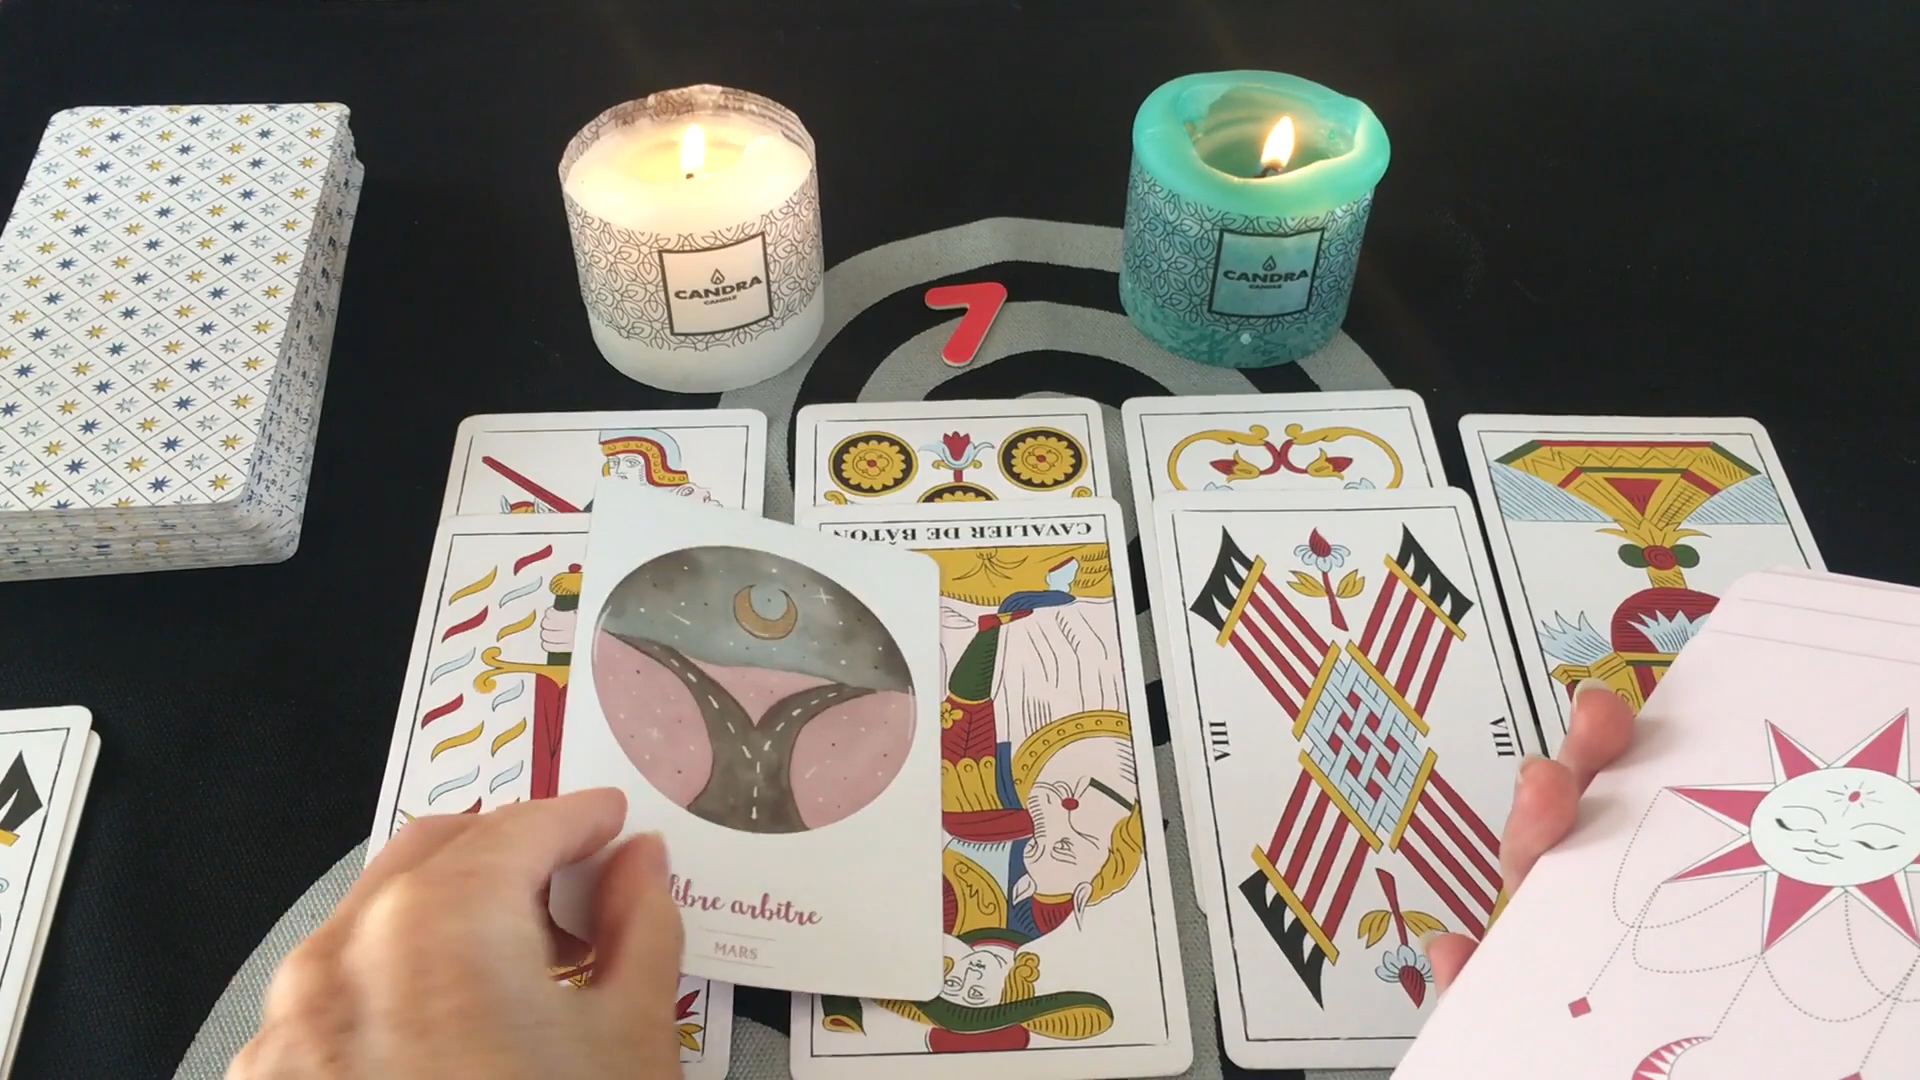 CANDRA
CANDLE
CANDRA
CANDLE
7
CAVALIER DE BÂTON
VIII
VIII
libre arbitre
MARS